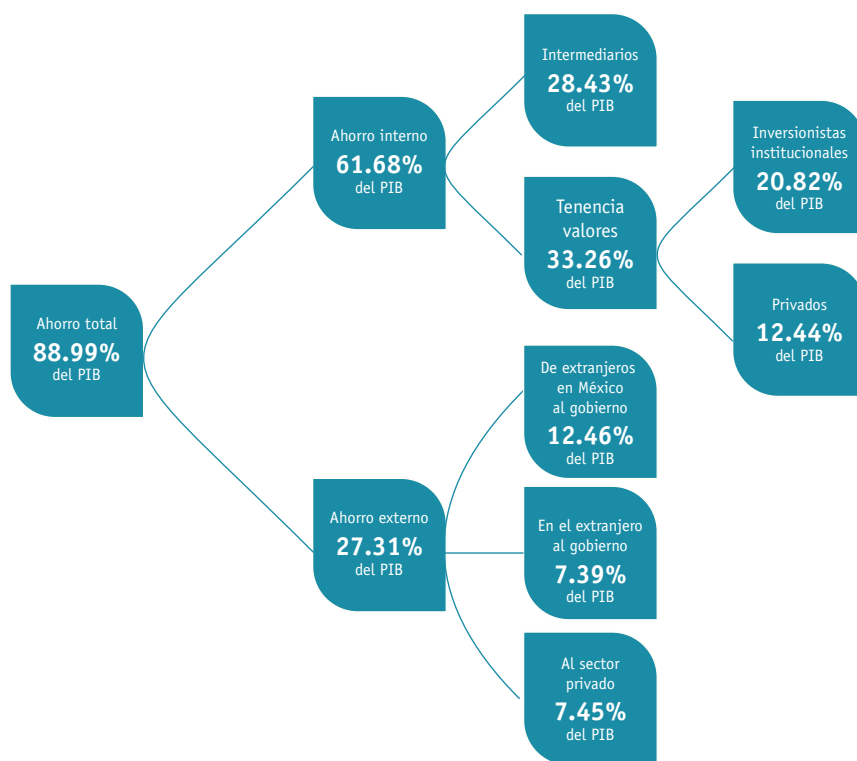 Ahorro total
88.99%
del PIB
Ahorro interno
61.68%
del PIB
Intermediarios
28.43%
del PIB
Tenencia
valores
33.26%
del PIB
Inversionistas
institucionales
20.82%
del PIB
Privados
12.44%
del PIB
Ahorro externo
27.31%
del PIB
De extranjeros
en México
al gobierno
12.46%
del PIB
En el extranjero
al gobierno
7.39%
del PIB
Al sector
privado
7.45%
del PIB